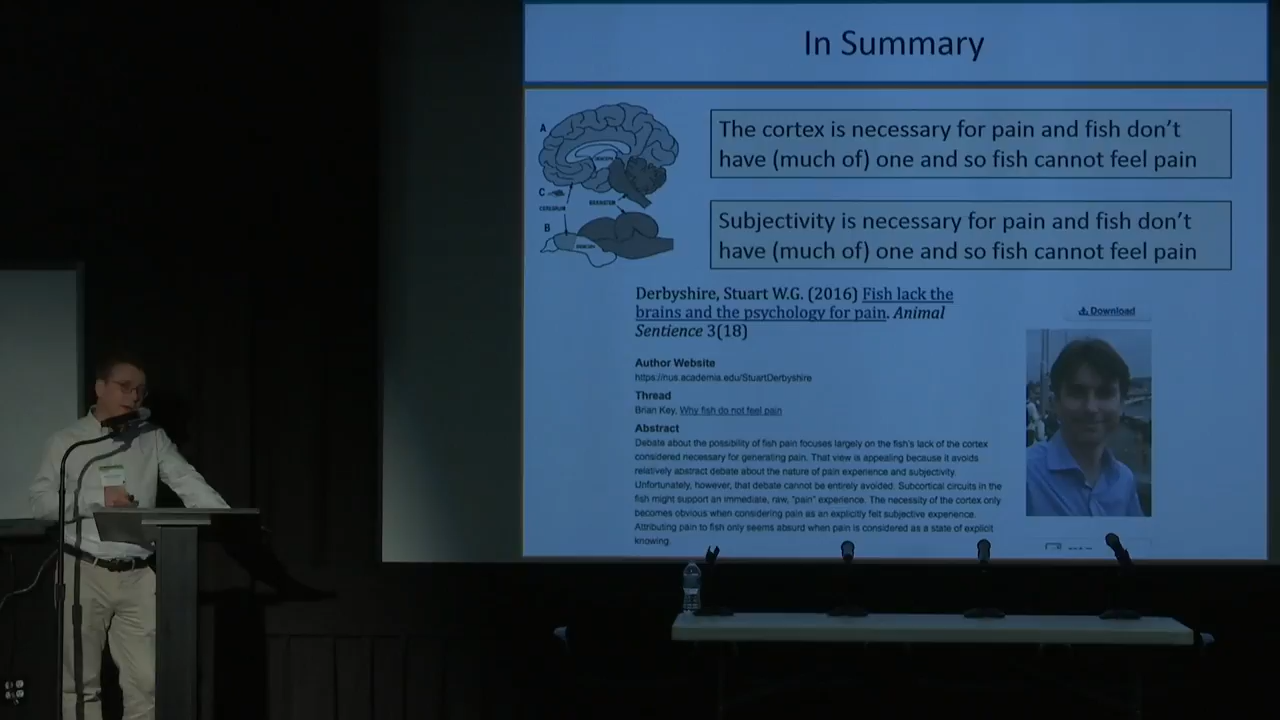 In Summary
A
C
CEREBRUM
BRAINSTEM
B
The cortex is necessary for pain and fish don't
have (much of) one and so fish cannot feel pain
Subjectivity is necessary for pain and fish don't
have (much of) one and so fish cannot feel pain
Derbyshire, Stuart W.G. (2016) Fish lack the
brains and the psychology for pain. Animal
Sentience 3(18)
Download
Author Website
https://nus.academia.edu/StuartDerbyshire
Thread
Brian Key, Why fish do not feel pain
Abstract
Debate about the possibility of fish pain focuses largely on the fish's lack of the cortex
considered necessary for generating pain. That view is appealing because it avoids
relatively abstract debate about the nature of pain experience and subjectivity.
Unfortunately, however, that debate cannot be entirely avoided. Subcortical circuits in the
fish might support an immediate, raw, "pain" experience. The necessity of the cortex only
becomes obvious when considering pain as an explicitly felt subjective experience.
Attributing pain to fish only seems absurd when pain is considered as a state of explicit
knowing.